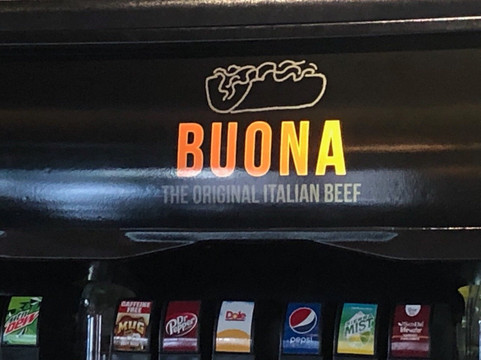 BUONA
THE ORIGINAL ITALIAN BEEF
CAFFEINE
FREE
MUG
Dr Pepper
Dole
pepsi
MIST